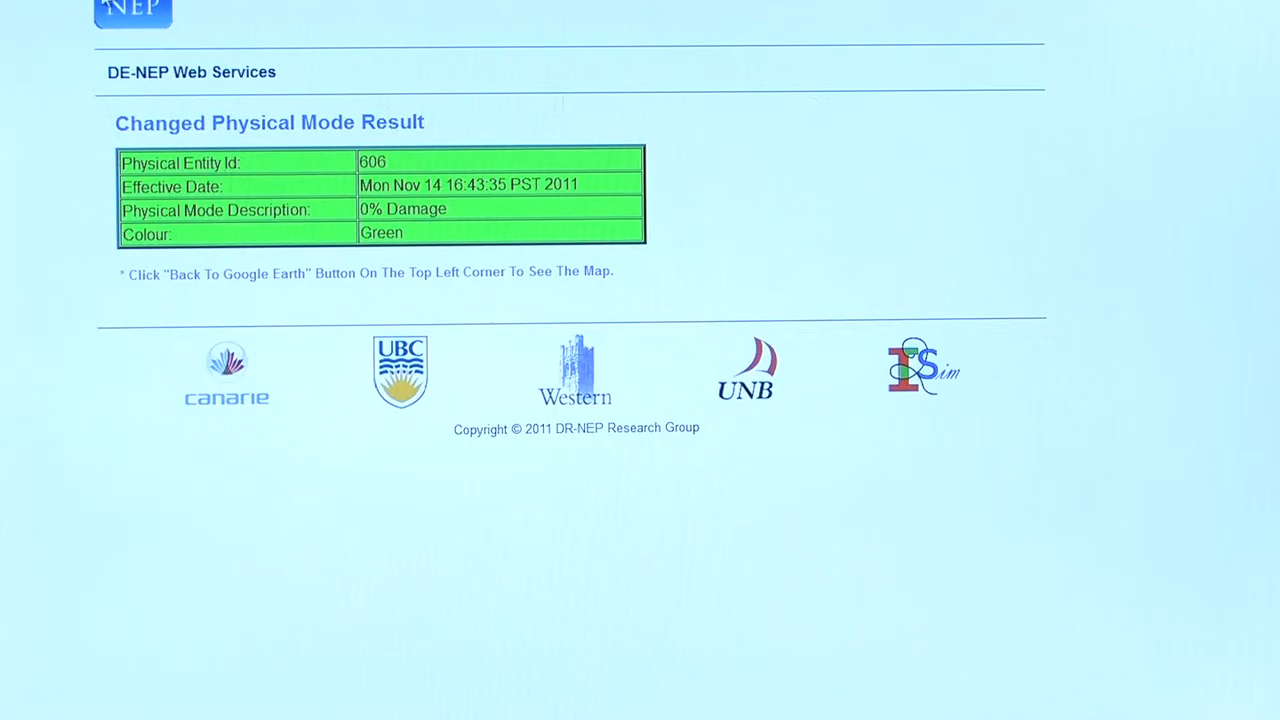 NEP
DE-NEP Web Services
Changed Physical Mode Result
Physical Entity Id: 606
Effective Date: Mon Nov 14 16:43:35 PST 2011
Physical Mode Description: 0% Damage
Colour: Green
* Click "Back To Google Earth" Button On The Top Left Corner To See The Map.
canarie
UBC
Western
UNB
I2Sim
Copyright © 2011 DR-NEP Research Group